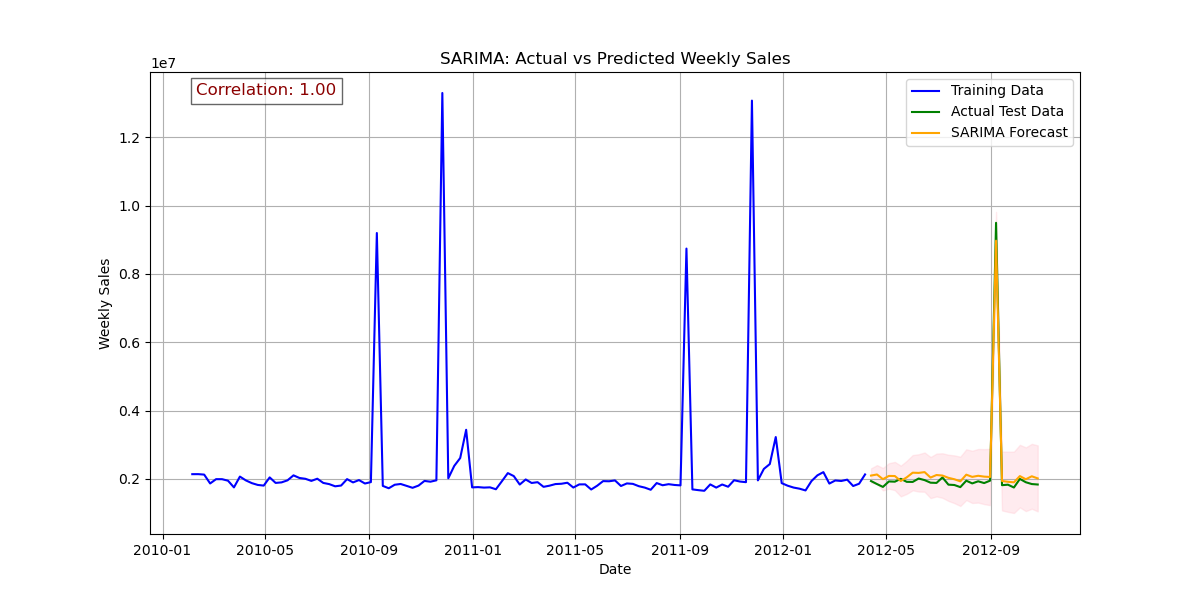 SARIMA: Actual vs Predicted Weekly Sales
1e7
Correlation: 1.00
Training Data
Actual Test Data
SARIMA Forecast
1.2
1.0
0.8
0.6
0.4
0.2
Weekly Sales
2010-01 2010-05 2010-09 2011-01 2011-05 2011-09 2012-01 2012-05 2012-09
Date